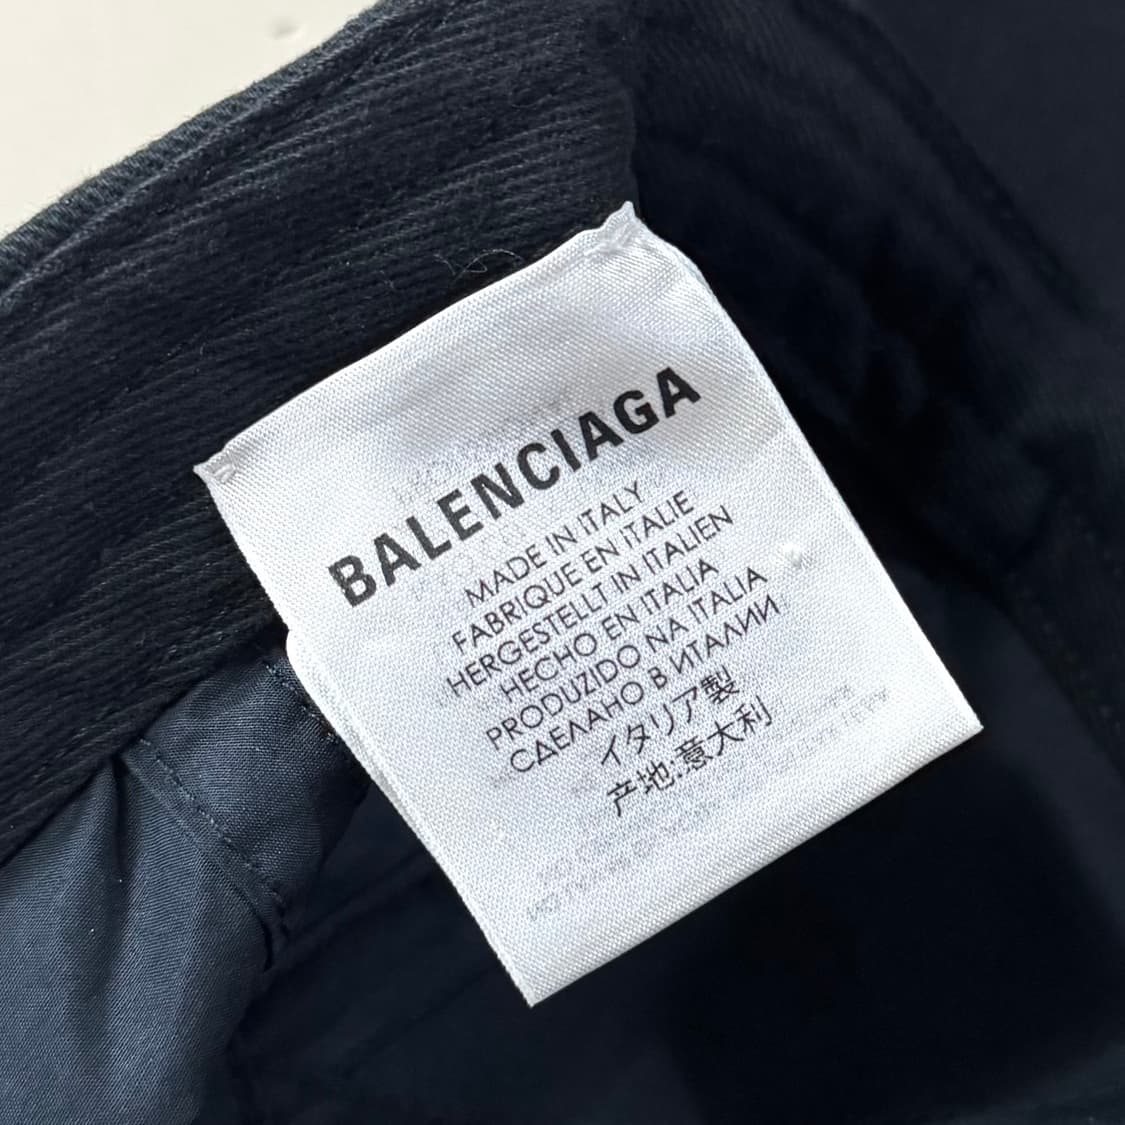 BALENCIAGA
MADE IN ITALY
FABRIQUE EN ITALIE
HERGESTELLT IN ITALIEN
HECHO EN ITALIA
PRODUZIDO NA ITALIA
СДЕЛАНО В ИТАЛИИ
イタリア製
产地:意大利